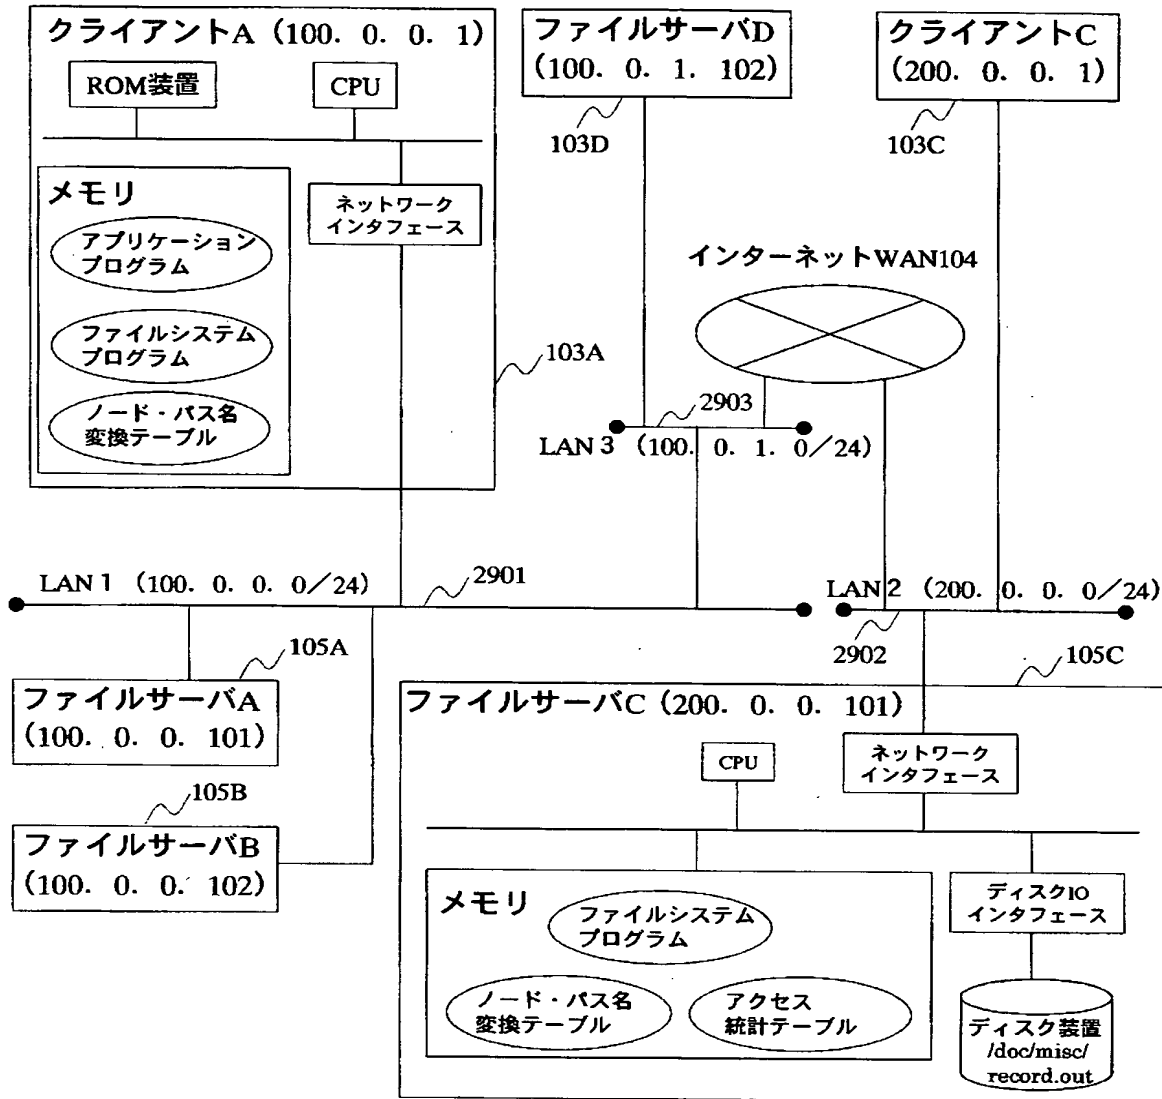 クライアントA（100. 0. 0. 1）
ROM装置
CPU
メモリ
アプリケーション
プログラム
ファイルシステム
プログラム
ノード・パス名
変換テーブル
ネットワーク
インタフェース
103A
ファイルサーバD
（100. 0. 1. 102）
103D
クライアントC
（200. 0. 0. 1）
103C
インターネットWAN104
2903
LAN3（100. 0. 1. 0／24）
LAN1（100. 0. 0. 0／24）
2901
LAN2（200. 0. 0. 0／24）
2902
105A
ファイルサーバA
（100. 0. 0. 101）
105B
ファイルサーバB
（100. 0. 0. 102）
105C
ファイルサーバC（200. 0. 0. 101）
CPU
ネットワーク
インタフェース
メモリ
ファイルシステム
プログラム
ノード・パス名
変換テーブル
アクセス
統計テーブル
ディスクIO
インタフェース
ディスク装置
/doc/misc/
record.out